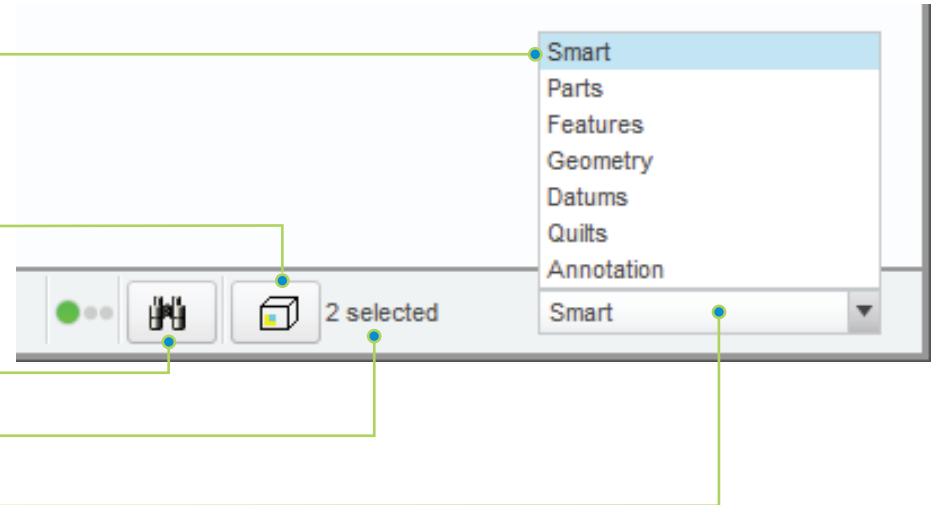 Smart
Parts
Features
Geometry
Datums
Quilts
Annotation
2 selected
Smart